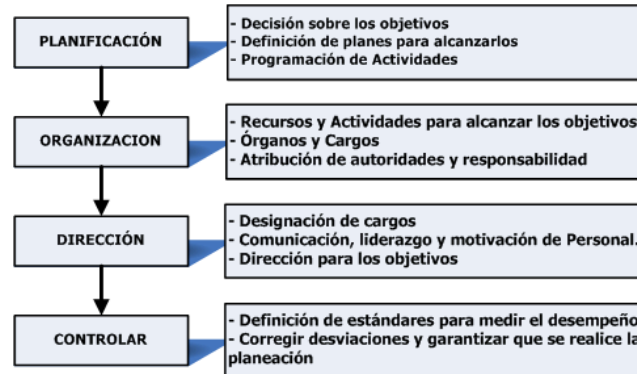 PLANIFICACIÓN
- Decisión sobre los objetivos
- Definición de planes para alcanzarlos
- Programación de Actividades
ORGANIZACION
- Recursos y Actividades para alcanzar los objetivos
- Órganos y Cargos
- Atribución de autoridades y responsabilidad
DIRECCIÓN
- Designación de cargos
- Comunicación, liderazgo y motivación de Personal.
- Dirección para los objetivos
CONTROLAR
- Definición de estándares para medir el desempeño
- Corregir desviaciones y garantizar que se realice la
planeación